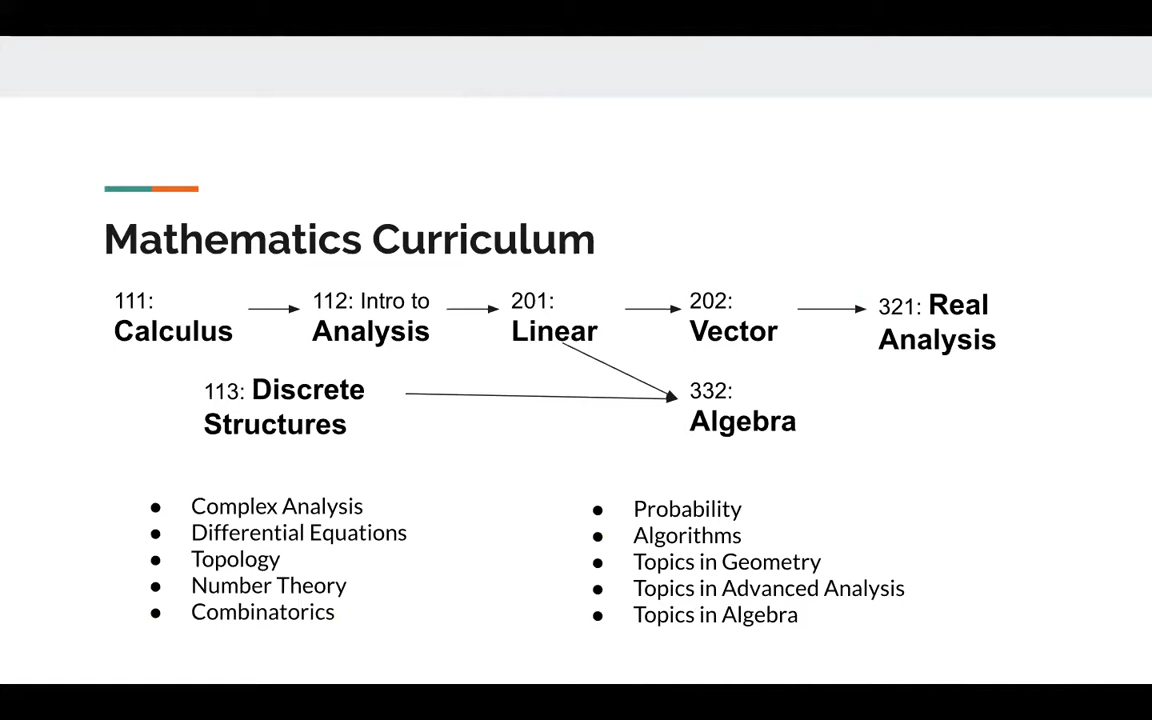 Mathematics Curriculum
111:
Calculus
112: Intro to
Analysis
201:
Linear
202:
Vector
321: Real
Analysis
113: Discrete
Structures
332:
Algebra
● Complex Analysis
● Differential Equations
● Topology
● Number Theory
● Combinatorics
● Probability
● Algorithms
● Topics in Geometry
● Topics in Advanced Analysis
● Topics in Algebra